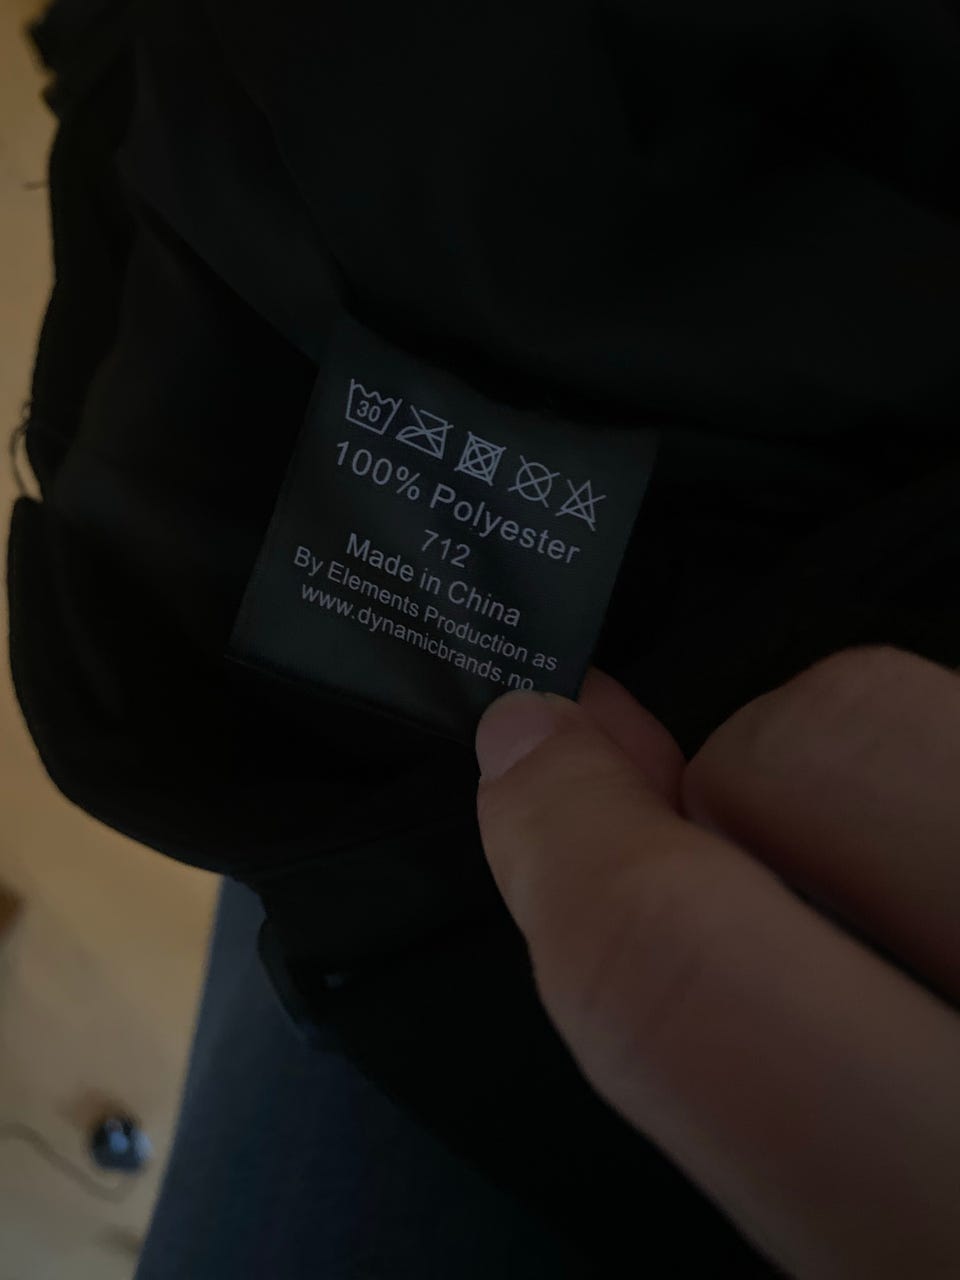 30
100% Polyester
712
Made in China
By Elements Production as
www.dynamicbrands.no